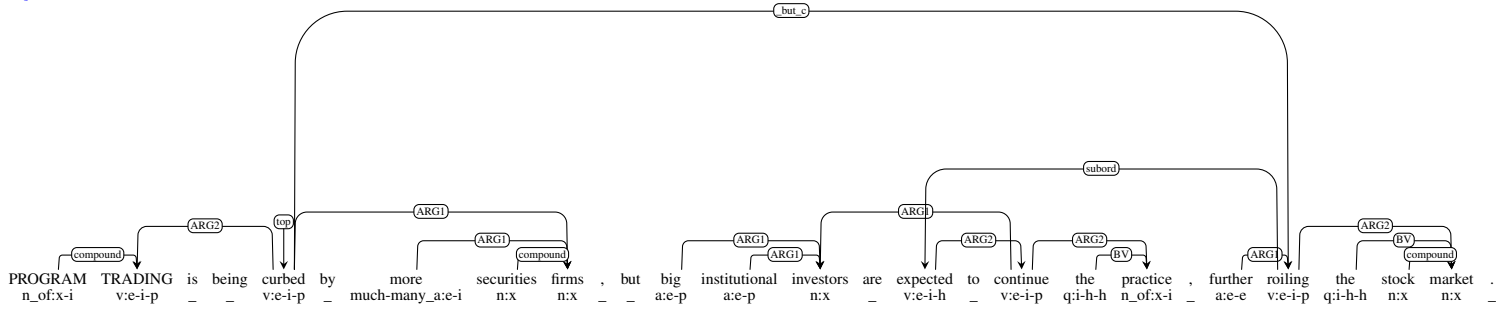 _but_c
subord
top
ARG1 ARG1
ARG2 ARG2
ARG1 ARG1 ARG2 ARG2 BV
compound compound ARG1 BV ARG1 compound
PROGRAM TRADING is being curbed by more securities firms , but big institutional investors are expected to continue the practice , further roiling the stock market .
n_of:x-i v:e-i-p _ _ v:e-i-p _ much-many_a:e-i n:x n:x _ _ a:e-p a:e-p n:x _ v:e-i-h _ v:e-i-p q:i-h-h n_of:x-i _ a:e-e v:e-i-p q:i-h-h n:x n:x _